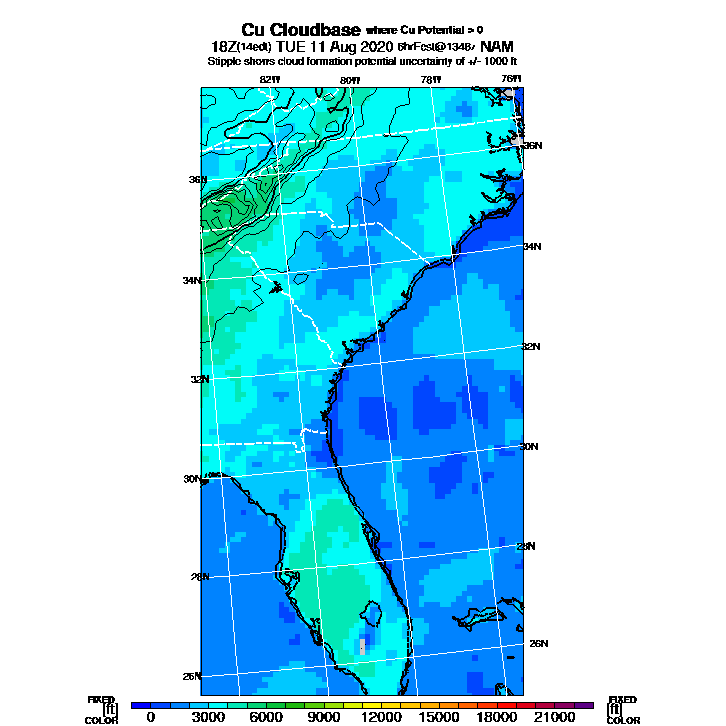 Cu Cloudbase where Cu Potential > 0
18Z(14edt) TUE 11 Aug 2020 6hrFcst@1348z NAM
Stipple shows cloud formation potential uncertainty of +/- 1000 ft
82W 80W 78W 76W
36N
36N
34N
34N
32N
32N
30N
30N
28N
28N
26N
26N
FIXED FIXED
[ft] [ft]
COLOR COLOR
0 3000 6000 9000 12000 15000 18000 21000